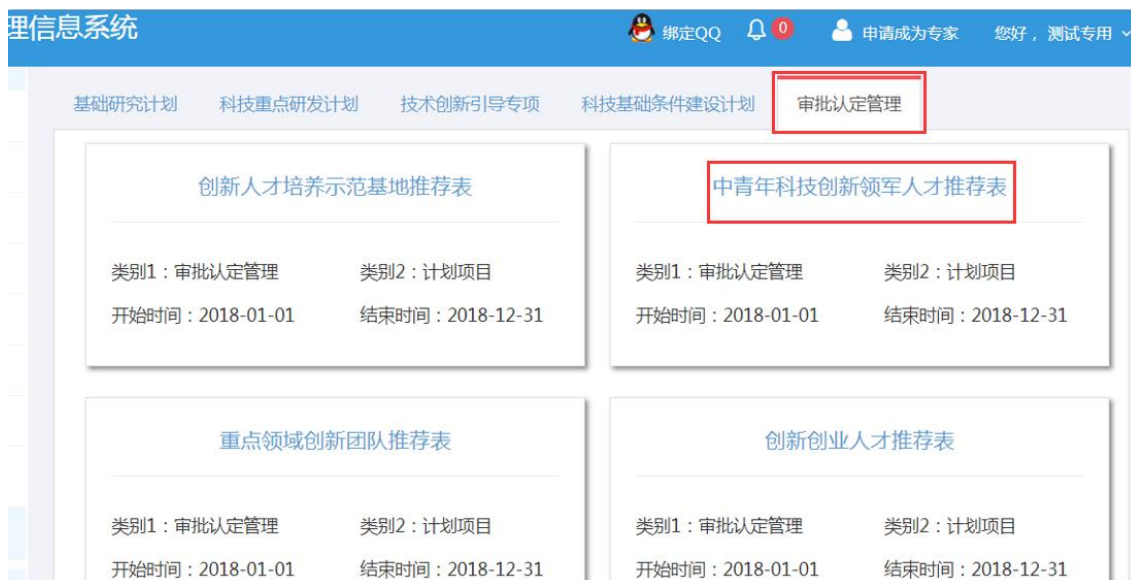 理信息系统
绑定QQ 0 申请成为专家 您好，测试专用
基础研究计划 科技重点研发计划 技术创新引导专项 科技基础条件建设计划 审批认定管理
创新人才培养示范基地推荐表 中青年科技创新领军人才推荐表
类别1：审批认定管理 类别2：计划项目 类别1：审批认定管理 类别2：计划项目
开始时间：2018-01-01 结束时间：2018-12-31 开始时间：2018-01-01 结束时间：2018-12-31
重点领域创新团队推荐表 创新创业人才推荐表
类别1：审批认定管理 类别2：计划项目 类别1：审批认定管理 类别2：计划项目
开始时间：2018-01-01 结束时间：2018-12-31 开始时间：2018-01-01 结束时间：2018-12-31